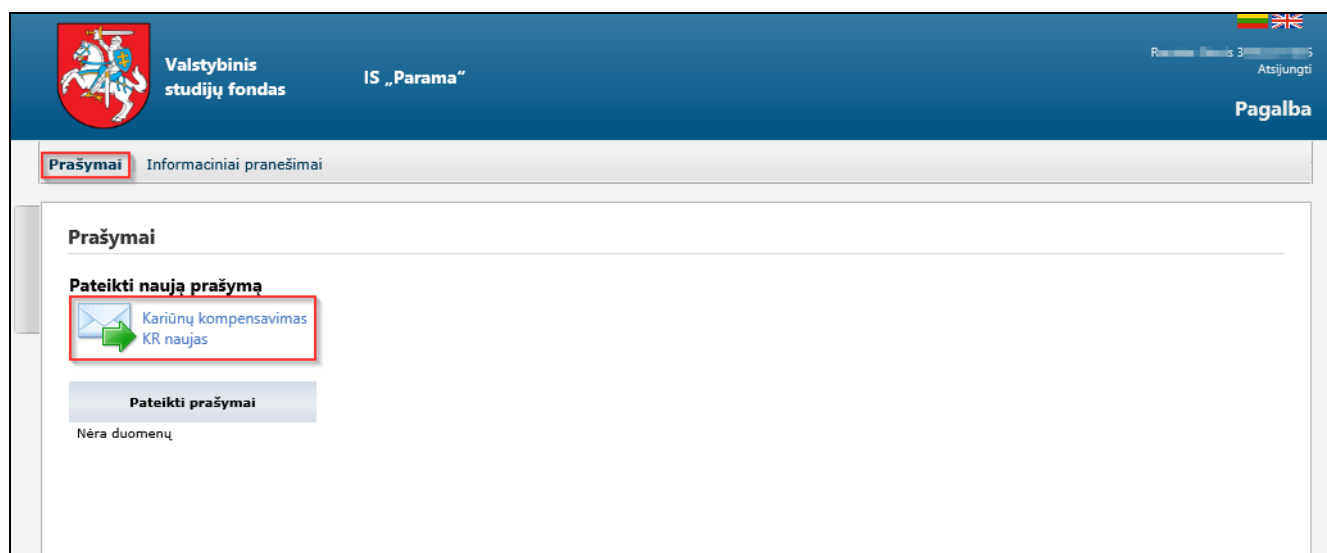 Valstybinis
studijų fondas
IS „Parama“
Atsijungti
Pagalba
Prašymai
Informaciniai pranešimai
Prašymai
Pateikti naują prašymą
Kariūnų kompensavimas
KR naujas
Pateikti prašymai
Nėra duomenų